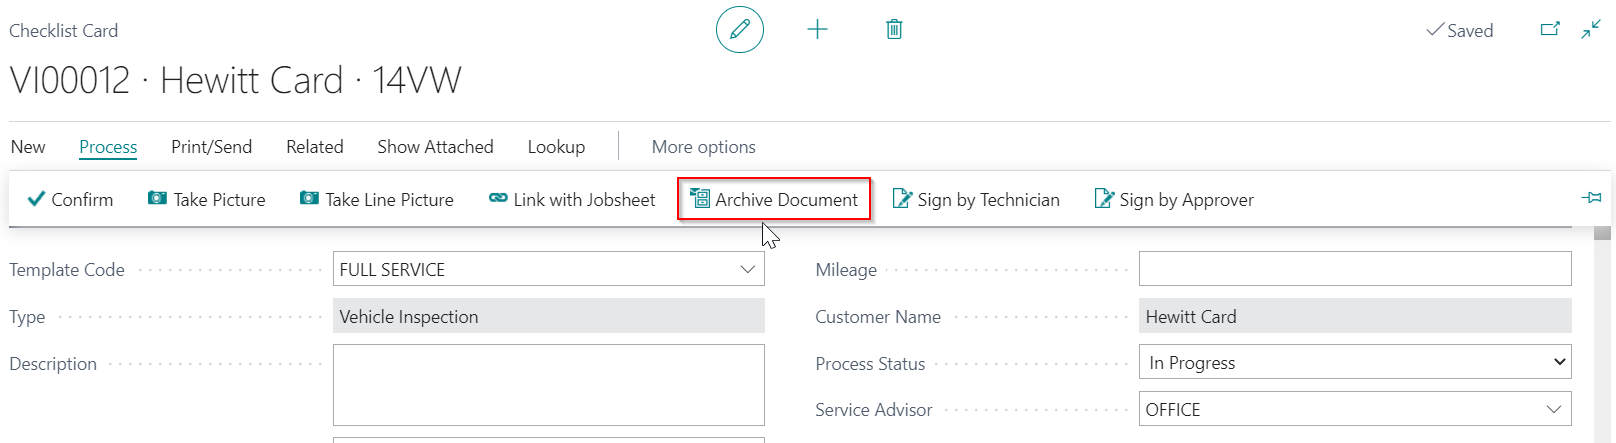 Checklist Card
Saved
VI00012 · Hewitt Card · 14VW
New Process Print/Send Related Show Attached Lookup More options
Confirm Take Picture Take Line Picture Link with Jobsheet Archive Document Sign by Technician Sign by Approver
Template Code FULL SERVICE Mileage
Type Vehicle Inspection Customer Name Hewitt Card
Description Process Status In Progress
Service Advisor OFFICE